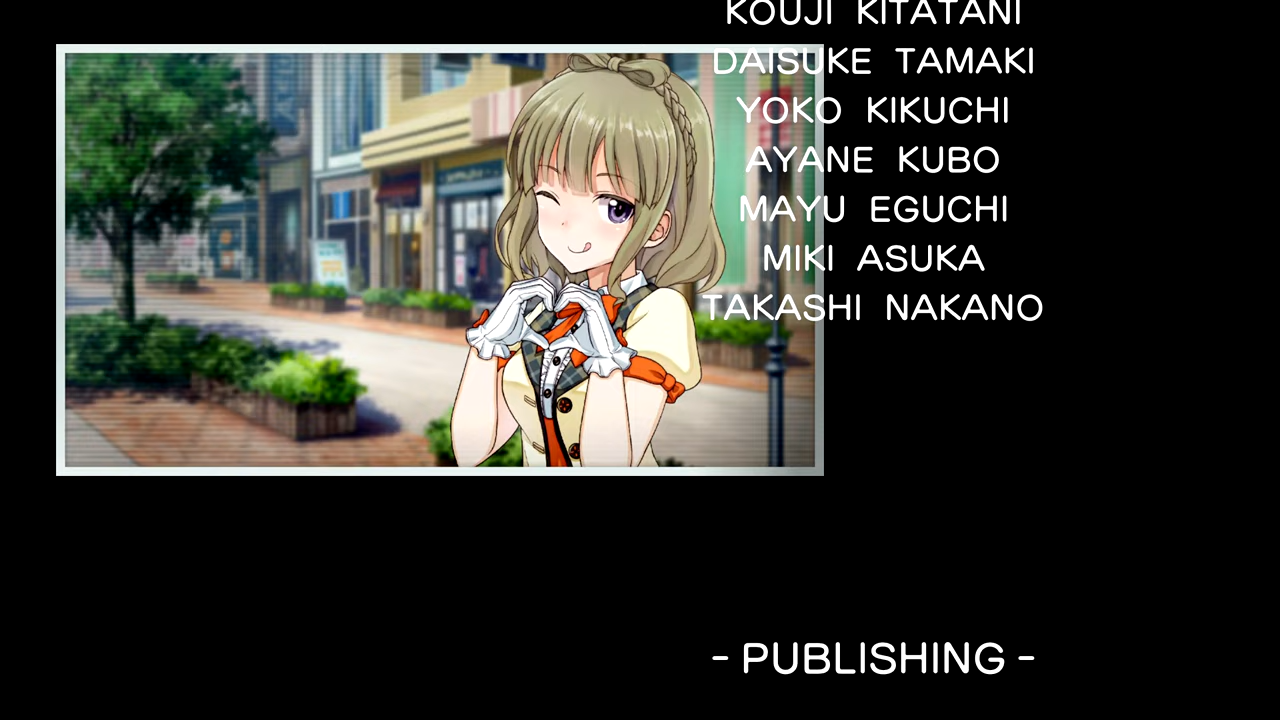 KOUJI KITATANI
DAISUKE TAMAKI
YOKO KIKUCHI
AYANE KUBO
MAYU EGUCHI
MIKI ASUKA
TAKASHI NAKANO
- PUBLISHING -